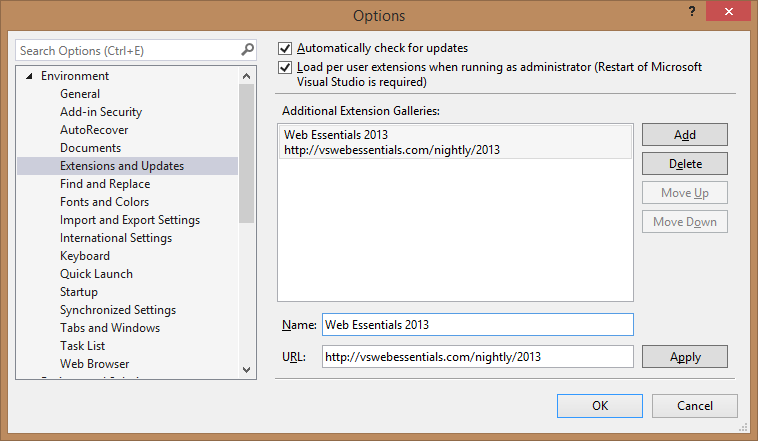 Options
?
Search Options (Ctrl+E)
Environment
General
Add-in Security
AutoRecover
Documents
Extensions and Updates
Find and Replace
Fonts and Colors
Import and Export Settings
International Settings
Keyboard
Quick Launch
Startup
Synchronized Settings
Tabs and Windows
Task List
Web Browser
Automatically check for updates
Load per user extensions when running as administrator (Restart of Microsoft
Visual Studio is required)
Additional Extension Galleries:
Web Essentials 2013
http://vswebessentials.com/nightly/2013
Add
Delete
Move Up
Move Down
Name: Web Essentials 2013
URL: http://vswebessentials.com/nightly/2013
Apply
OK
Cancel